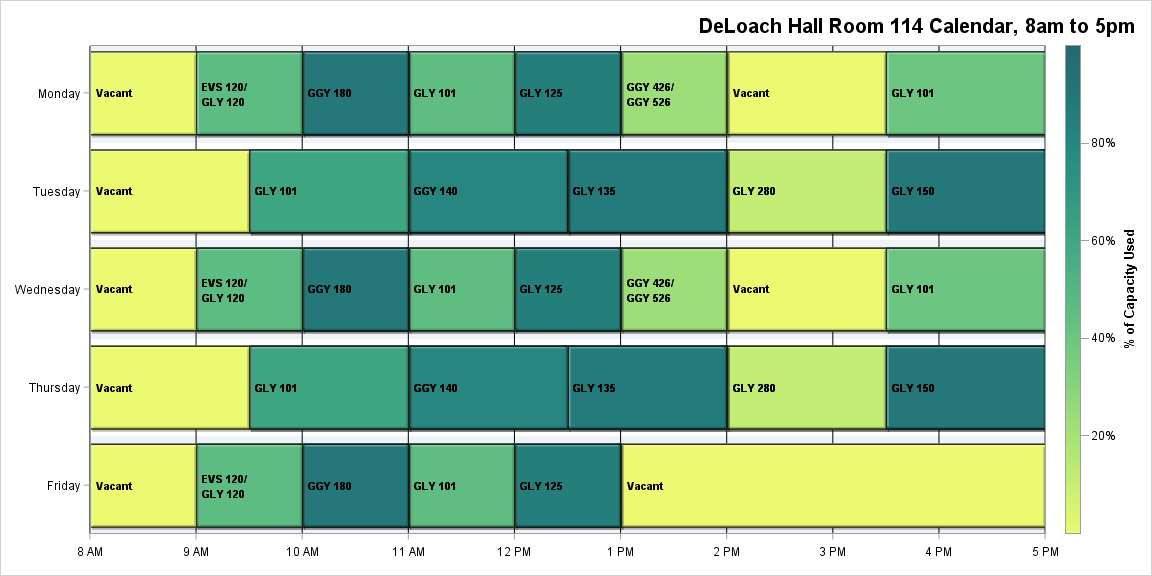 DeLoach Hall Room 114 Calendar, 8am to 5pm
Monday
Vacant
EVS 120/
GLY 120
GGY 180
GLY 101
GLY 125
GGY 426/
GGY 526
Vacant
GLY 101
Tuesday
Vacant
GLY 101
GGY 140
GLY 135
GLY 280
GLY 150
Wednesday
Vacant
EVS 120/
GLY 120
GGY 180
GLY 101
GLY 125
GGY 426/
GGY 526
Vacant
GLY 101
Thursday
Vacant
GLY 101
GGY 140
GLY 135
GLY 280
GLY 150
Friday
Vacant
EVS 120/
GLY 120
GGY 180
GLY 101
GLY 125
Vacant
8 AM
9 AM
10 AM
11 AM
12 PM
1 PM
2 PM
3 PM
4 PM
5 PM
80%
60%
40%
20%
% of Capacity Used